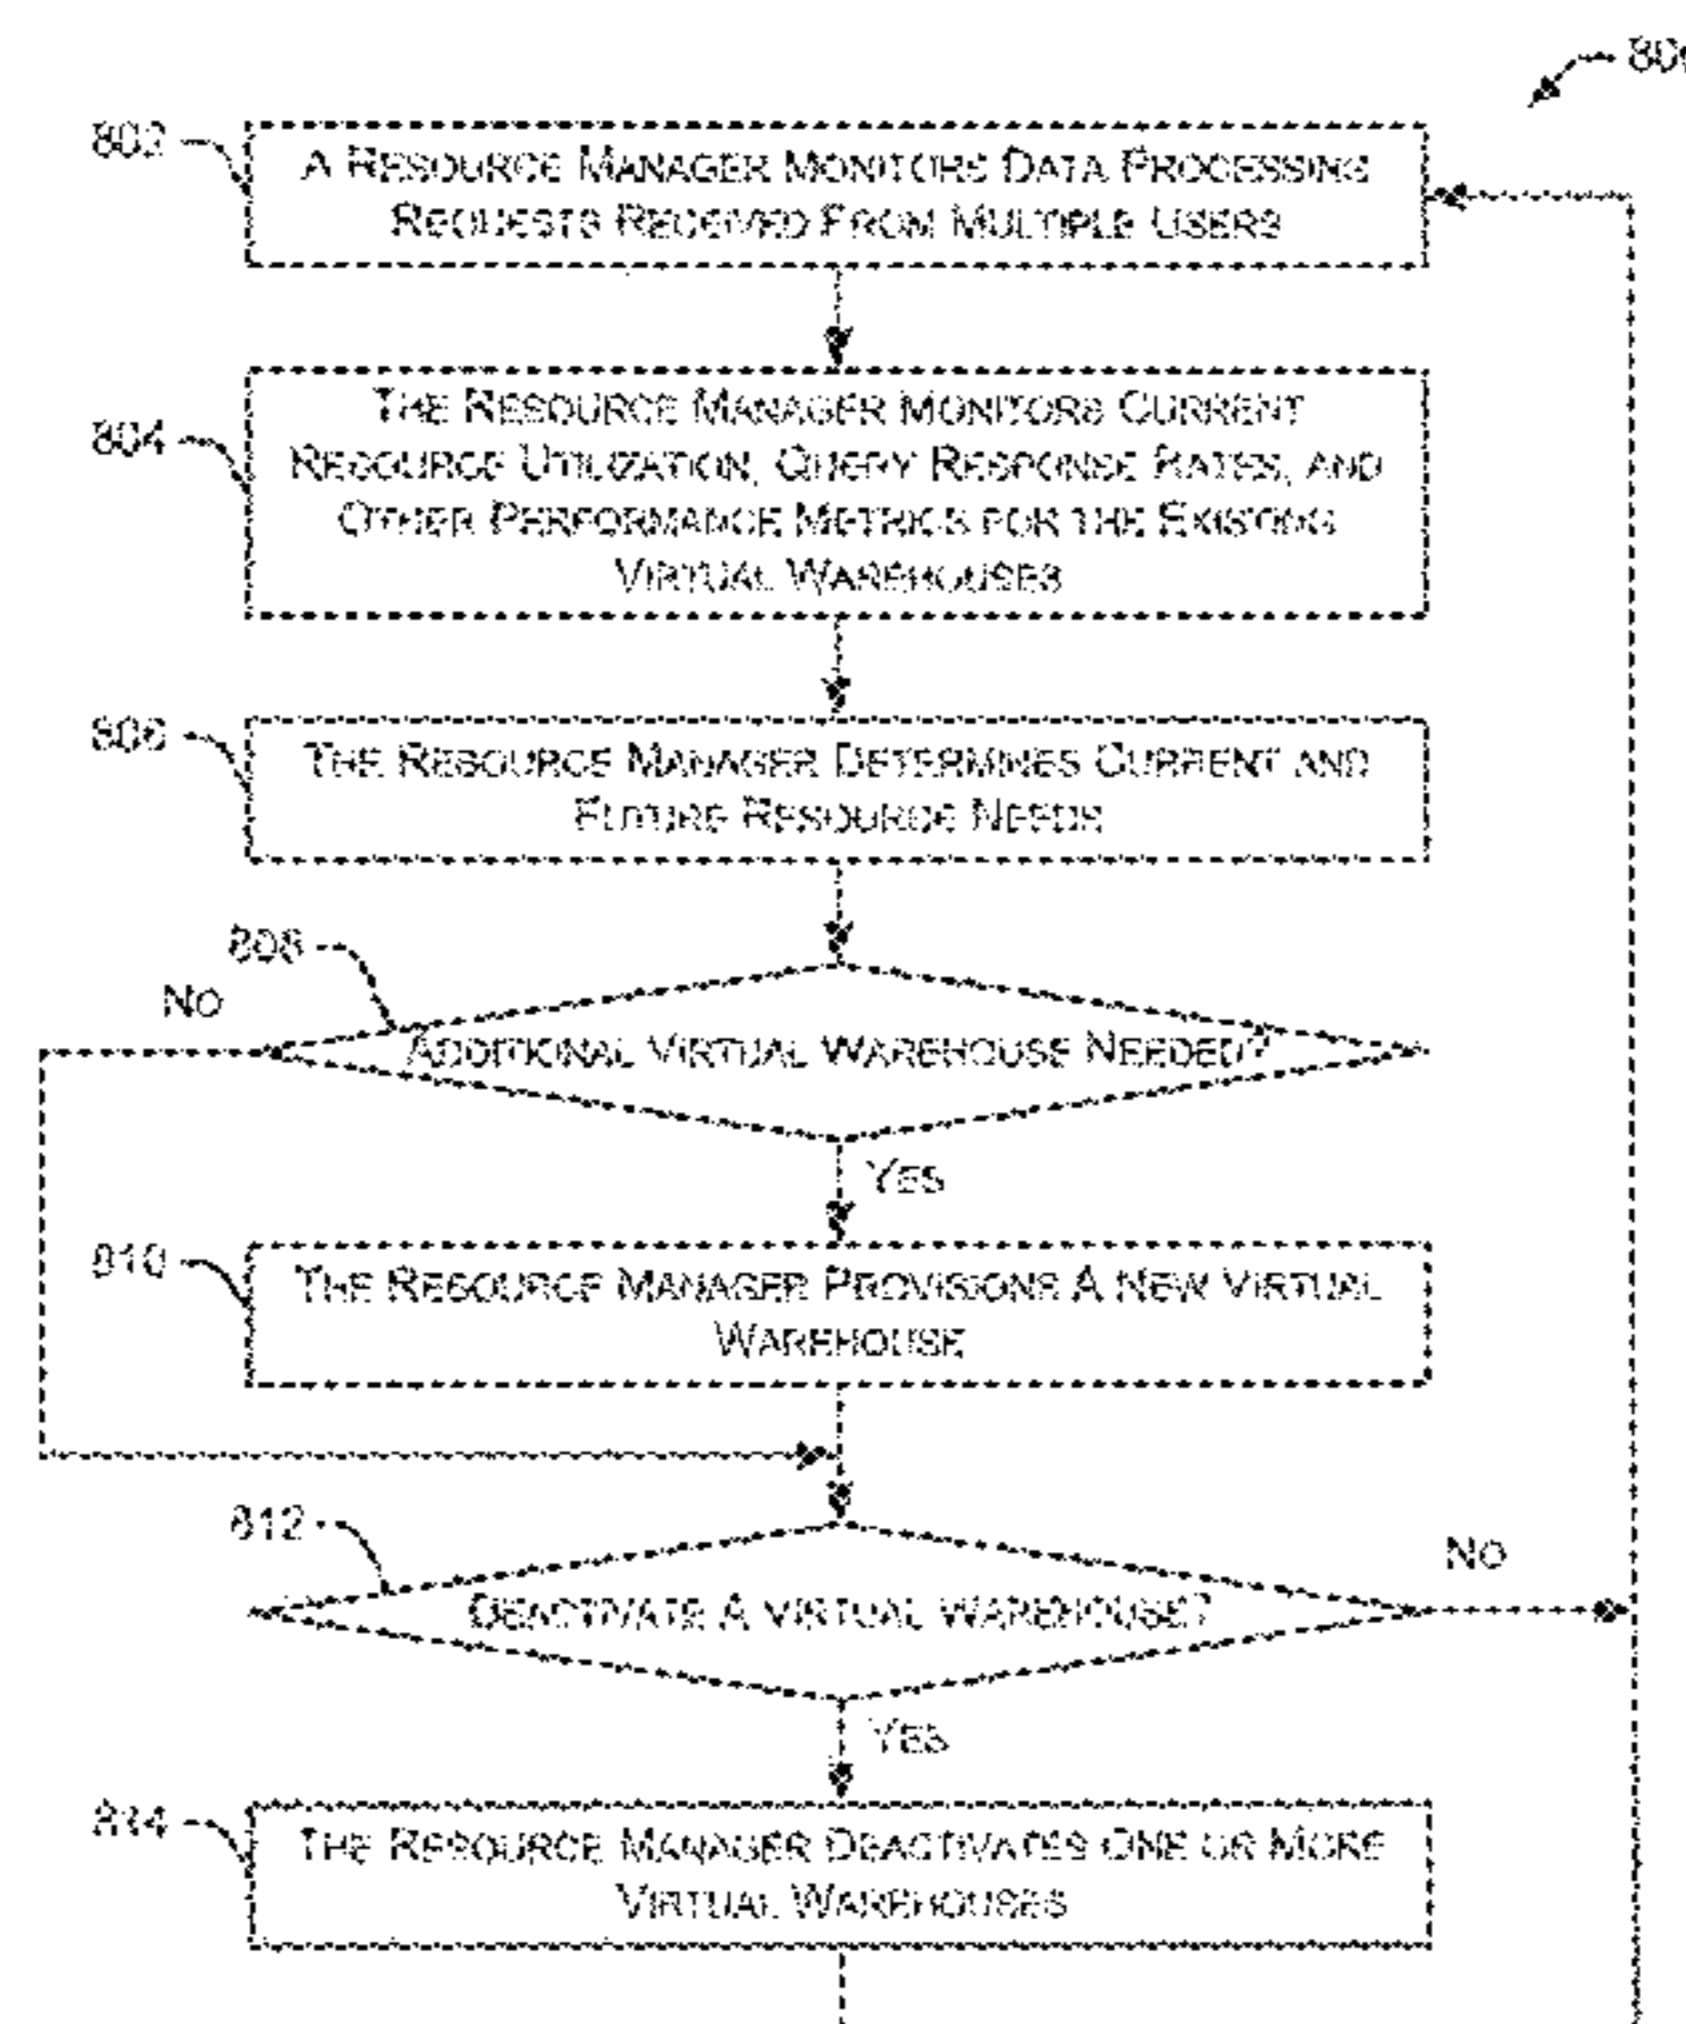 802
A RESOURCE MANAGER MONITORS DATA PROCESSING
REQUESTS RECEIVED FROM MULTIPLE USERS
804
THE RESOURCE MANAGER MONITORS CURRENT
RESOURCE UTILIZATION, QUERY RESPONSE RATES, AND
OTHER PERFORMANCE METRICS FOR THE EXISTING
VIRTUAL WAREHOUSES
806
THE RESOURCE MANAGER DETERMINES CURRENT AND
FUTURE RESOURCE NEEDS
808
NO
ADDITIONAL VIRTUAL WAREHOUSE NEEDED?
YES
810
THE RESOURCE MANAGER PROVISIONS A NEW VIRTUAL
WAREHOUSE
812
NO
DEACTIVATE A VIRTUAL WAREHOUSE?
YES
814
THE RESOURCE MANAGER DEACTIVATES ONE OR MORE
VIRTUAL WAREHOUSES